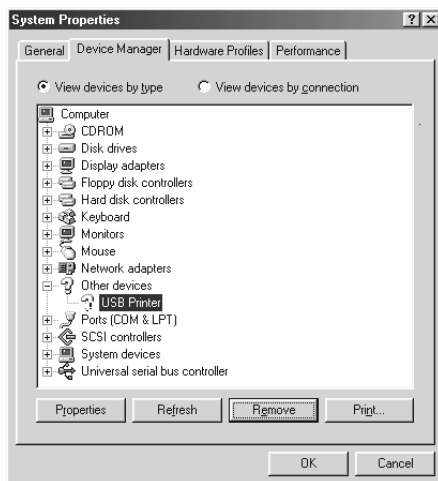 System Properties
General Device Manager Hardware Profiles Performance
View devices by type View devices by connection
Computer
CDROM
Disk drives
Display adapters
Floppy disk controllers
Hard disk controllers
Keyboard
Monitors
Mouse
Network adapters
Other devices
USB Printer
Ports (COM & LPT)
SCSI controllers
System devices
Universal serial bus controller
Properties Refresh Remove Print...
OK Cancel